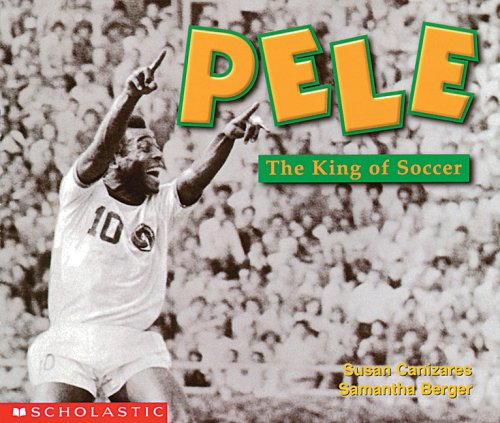 PELE
The King of Soccer
10
Susan Canizares
Samantha Berger
SCHOLASTIC